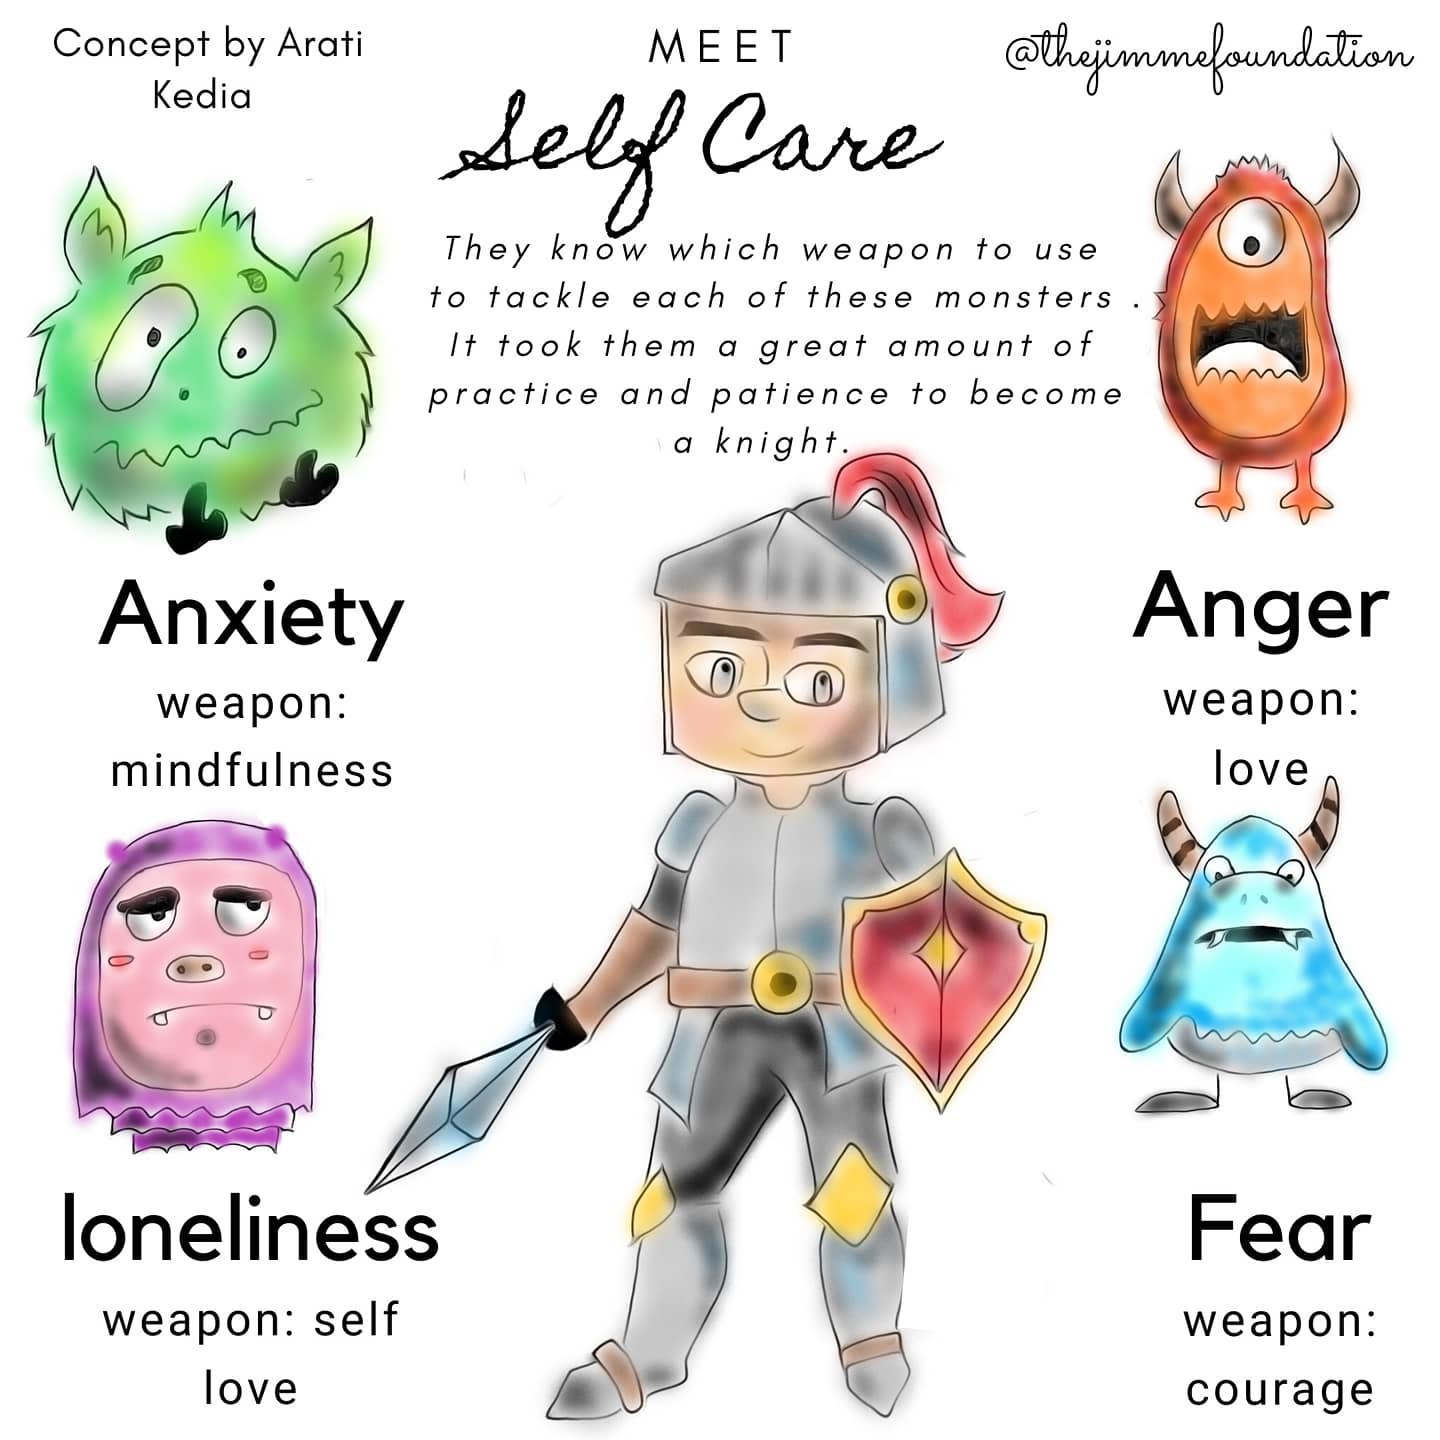 Concept by Arati
Kedia
MEET
Self Care
@thejimmefoundation
They know which weapon to use
to tackle each of these monsters .
It took them a great amount of
practice and patience to become
a knight.
Anxiety
weapon:
mindfulness
Anger
weapon:
love
loneliness
weapon: self
love
Fear
weapon:
courage